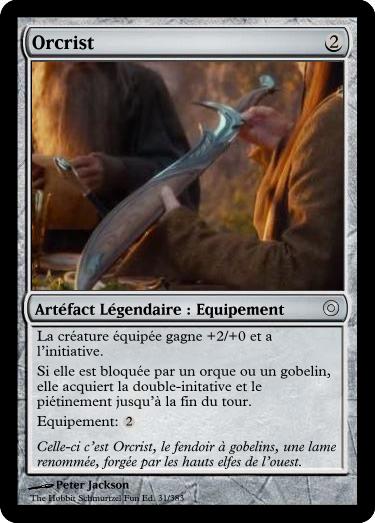 Orcrist 2
Artéfact Légendaire : Equipement
La créature équipée gagne +2/+0 et a
l'initiative.
Si elle est bloquée par un orque ou un gobelin,
elle acquiert la double-initative et le
piétinement jusqu'à la fin du tour.
Equipement: 2
Celle-ci c'est Orcrist, le fendoir à gobelins, une lame
renommée, forgée par les hauts elfes de l'ouest.
Peter Jackson
The Hobbit Schmurtzel Fun Ed. 31/383